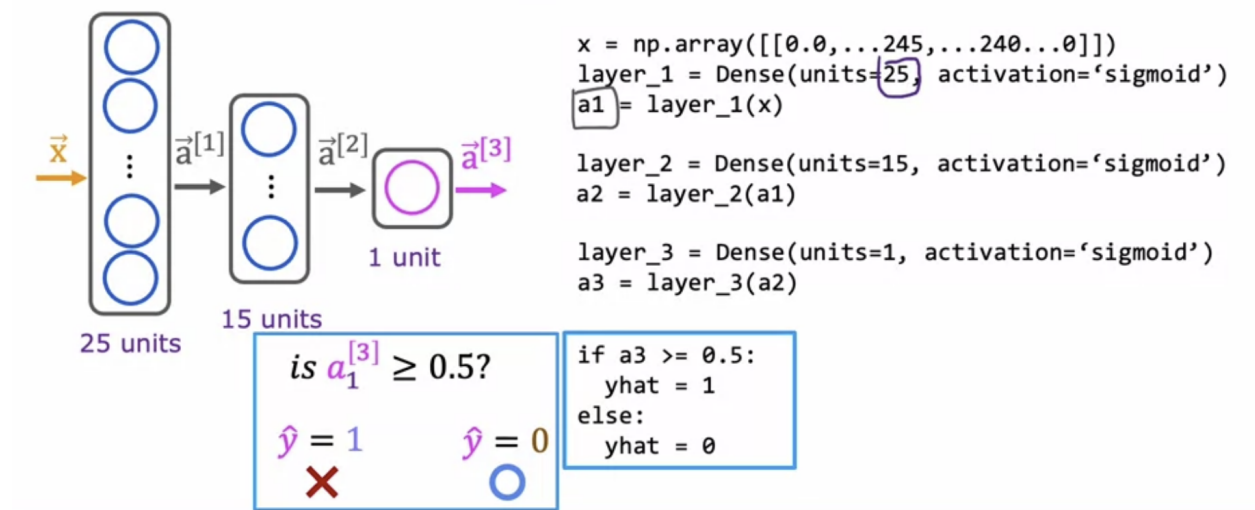 x = np.array([[0.0,...245,...240...0]])
layer_1 = Dense(units=25, activation=‘sigmoid’)
a1 = layer_1(x)
layer_2 = Dense(units=15, activation=‘sigmoid’)
a2 = layer_2(a1)
layer_3 = Dense(units=1, activation=‘sigmoid’)
a3 = layer_3(a2)
x⃗
⋮
a⃗[1]
⋮
a⃗[2]
a⃗[3]
25 units
15 units
1 unit
is a₁[3] ≥ 0.5?
ŷ = 1 ŷ = 0
if a3 >= 0.5:
yhat = 1
else:
yhat = 0